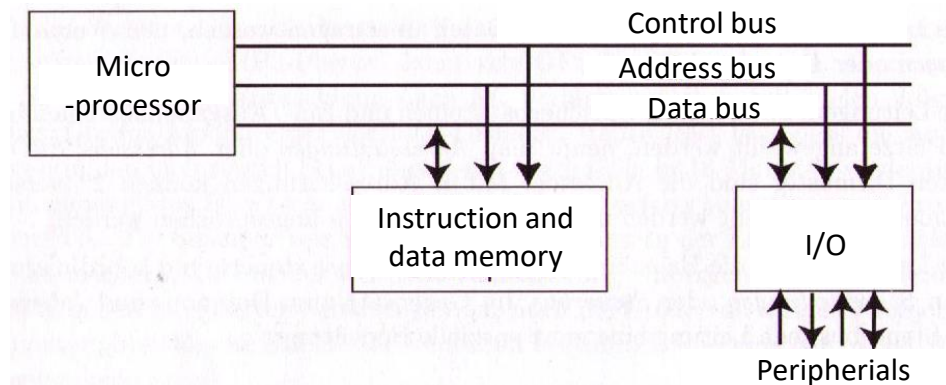 Control bus
Micro
-processor
Address bus
Data bus
Instruction and
data memory
I/O
Peripherials